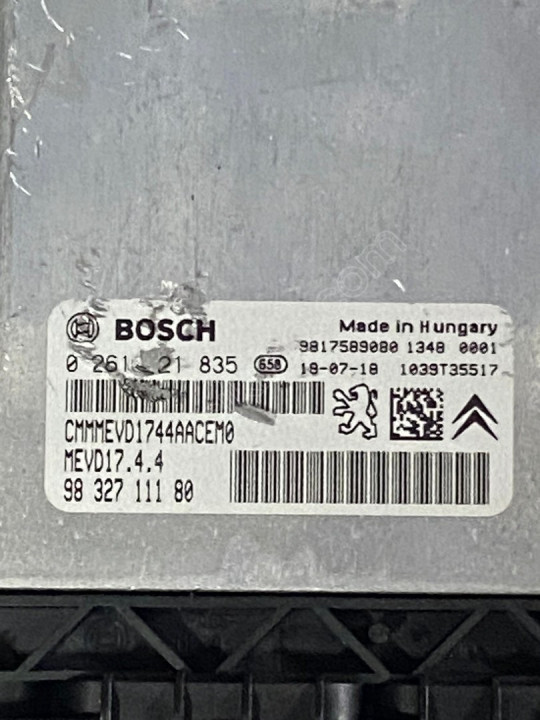 BOSCH
Made in Hungary
9817589080 1348 0001
0 261 21 835 658 18-07-18 1039T35517
CMMMEVD1744AACEM0
MEVD17.4.4
98 327 111 80